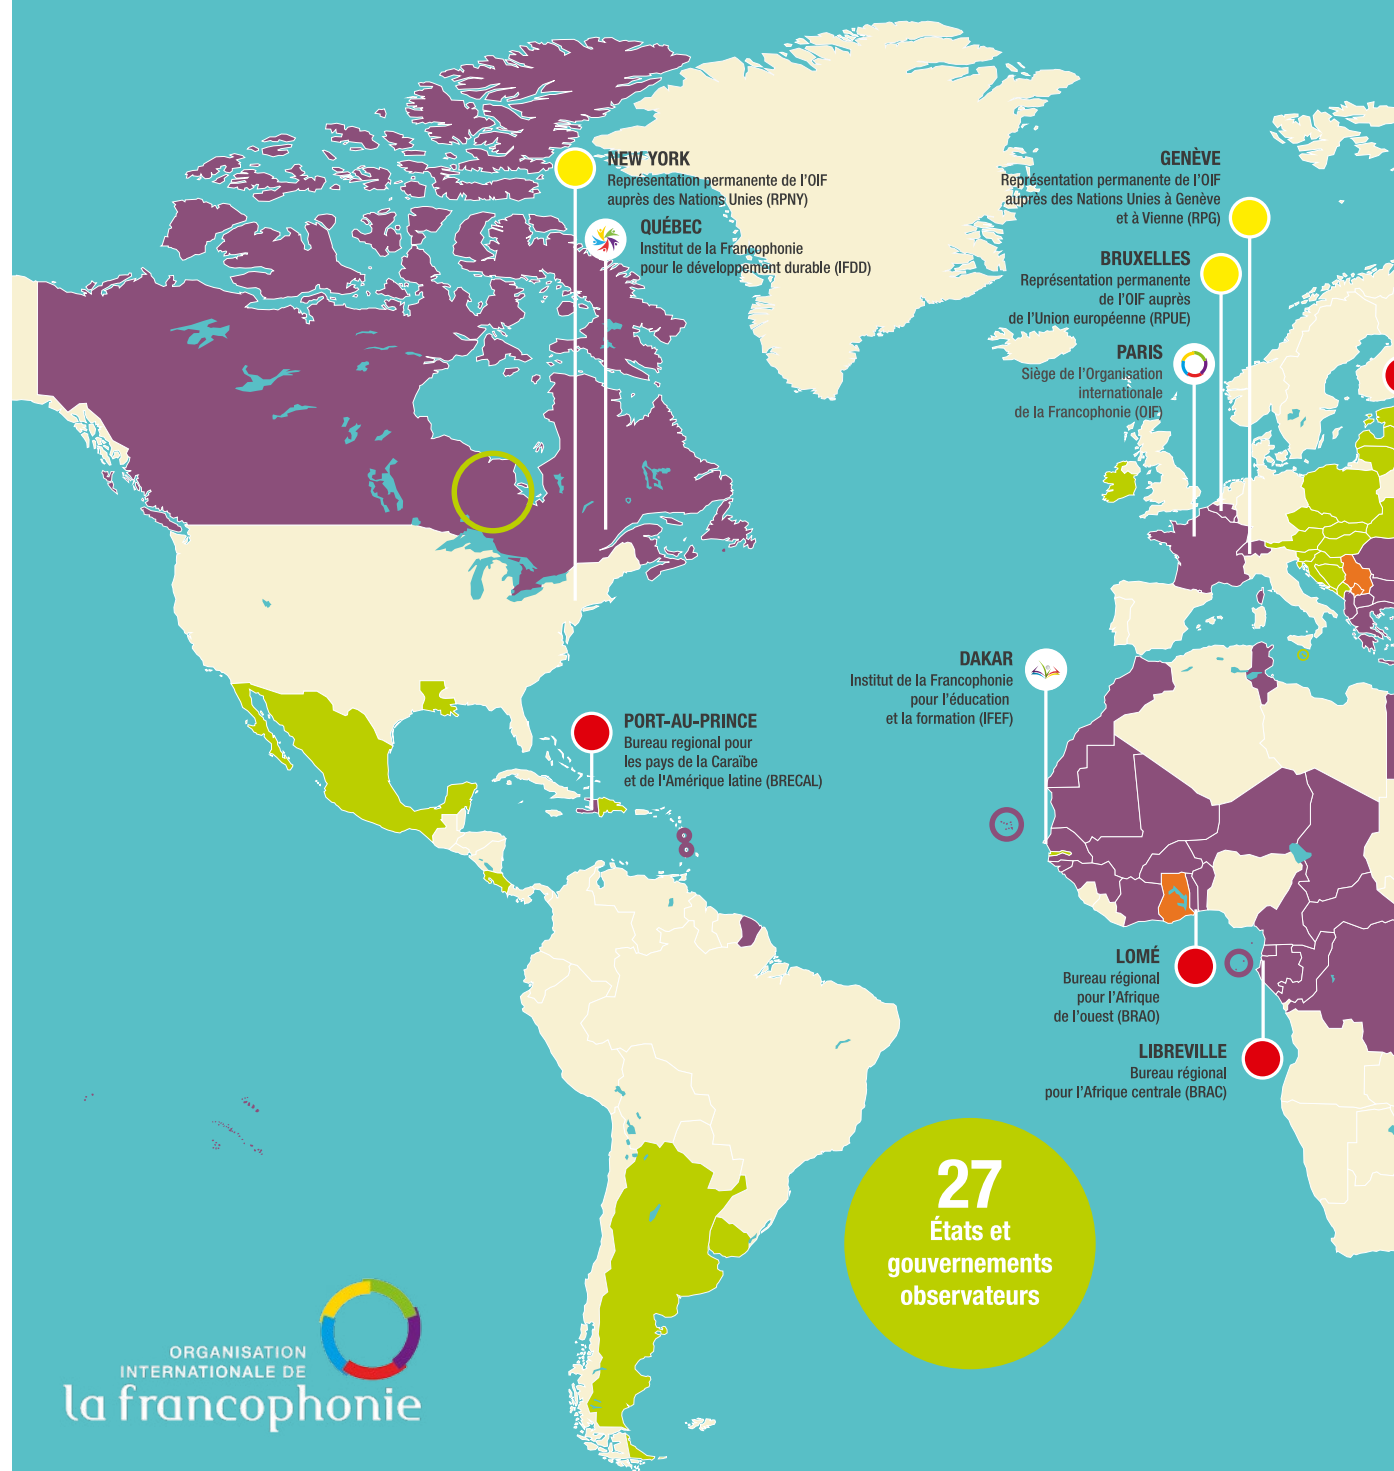 NEW YORK
Représentation permanente de l'OIF
auprès des Nations Unies (RPNY)
QUÉBEC
Institut de la Francophonie
pour le développement durable (IFDD)
GENÈVE
Représentation permanente de l'OIF
auprès des Nations Unies à Genève
et à Vienne (RPG)
BRUXELLES
Représentation permanente
de l'OIF auprès
de l'Union européenne (RPUE)
PARIS
Siège de l'Organisation
internationale
de la Francophonie (OIF)
DAKAR
Institut de la Francophonie
pour l'éducation
et la formation (IFEF)
PORT-AU-PRINCE
Bureau regional pour
les pays de la Caraïbe
et de l'Amérique latine (BRECAL)
LOMÉ
Bureau régional
pour l'Afrique
de l'ouest (BRAO)
LIBREVILLE
Bureau régional
pour l'Afrique centrale (BRAC)
27
États et
gouvernements
observateurs
ORGANISATION
INTERNATIONALE DE
la francophonie